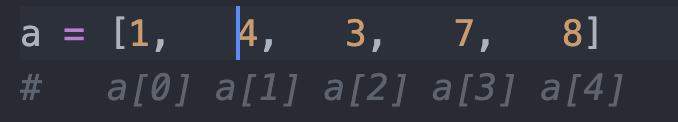 a = [1,   4,   3,   7,   8]
#   a[0] a[1] a[2] a[3] a[4]